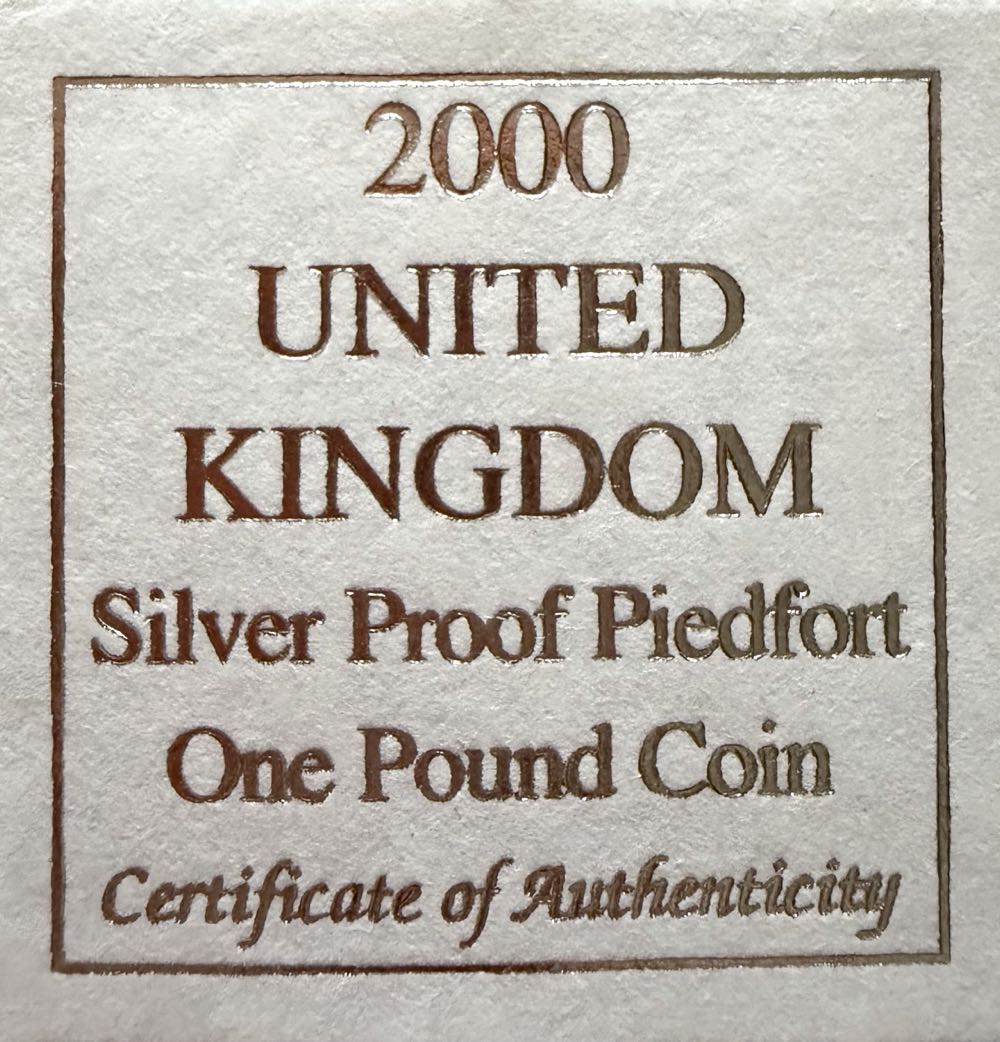 2000
UNITED
KINGDOM
Silver Proof Piedfort
One Pound Coin
Certificate of Authenticity